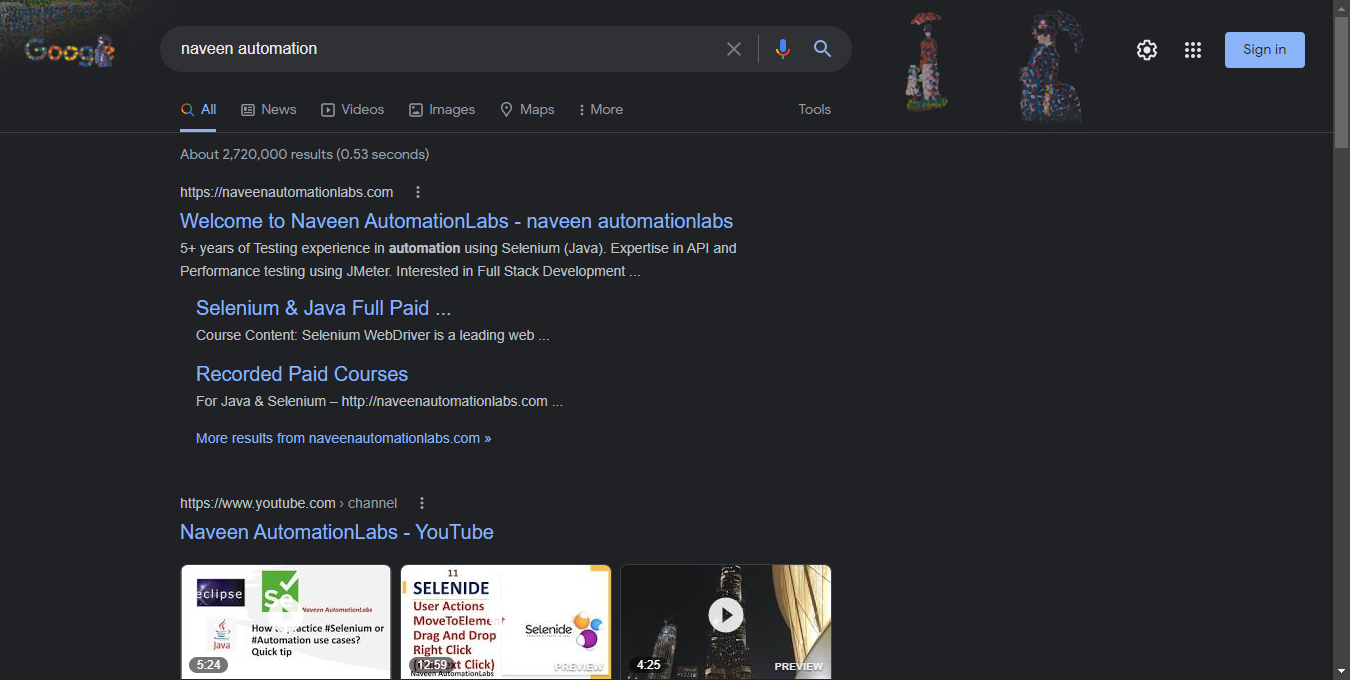 Google
naveen automation
Sign in
All
News
Videos
Images
Maps
More
Tools
About 2,720,000 results (0.53 seconds)
https://naveenautomationlabs.com
Welcome to Naveen AutomationLabs - naveen automationlabs
5+ years of Testing experience in automation using Selenium (Java). Expertise in API and
Performance testing using JMeter. Interested in Full Stack Development ...
Selenium & Java Full Paid ...
Course Content: Selenium WebDriver is a leading web ...
Recorded Paid Courses
For Java & Selenium – http://naveenautomationlabs.com ...
More results from naveenautomationlabs.com »
https://www.youtube.com › channel
Naveen AutomationLabs - YouTube
eclipse
Se
Naveen AutomationLabs
Java
How to practice #Selenium or
#Automation use cases?
Quick tip
5:24
11
SELENIDE
User Actions
MoveToElement
Drag And Drop
Right Click
Click)
Naveen AutomationLabs
Selenide
12:59
PREVIEW
4:25
PREVIEW